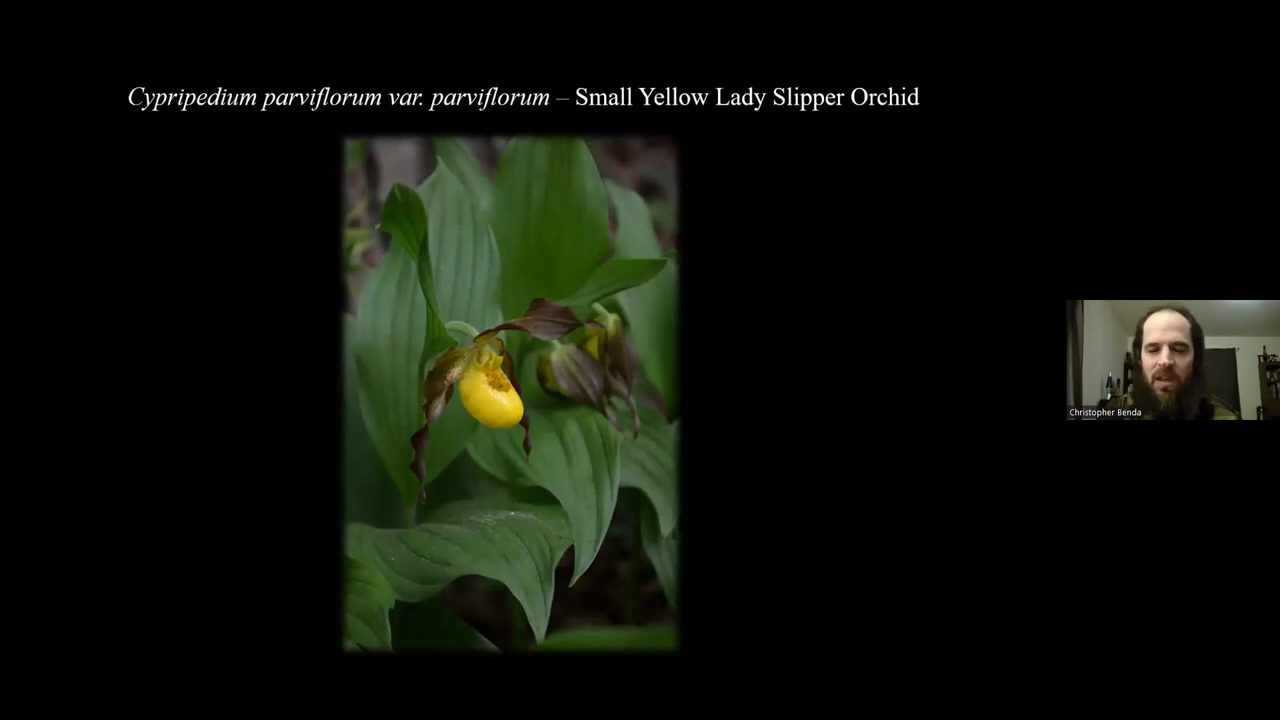 Cypripedium parviflorum var. parviflorum – Small Yellow Lady Slipper Orchid
Christopher Benda